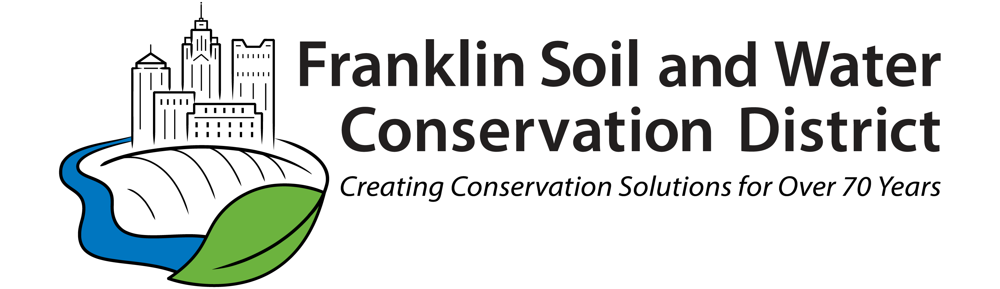 Franklin Soil and Water
Conservation District
Creating Conservation Solutions for Over 70 Years